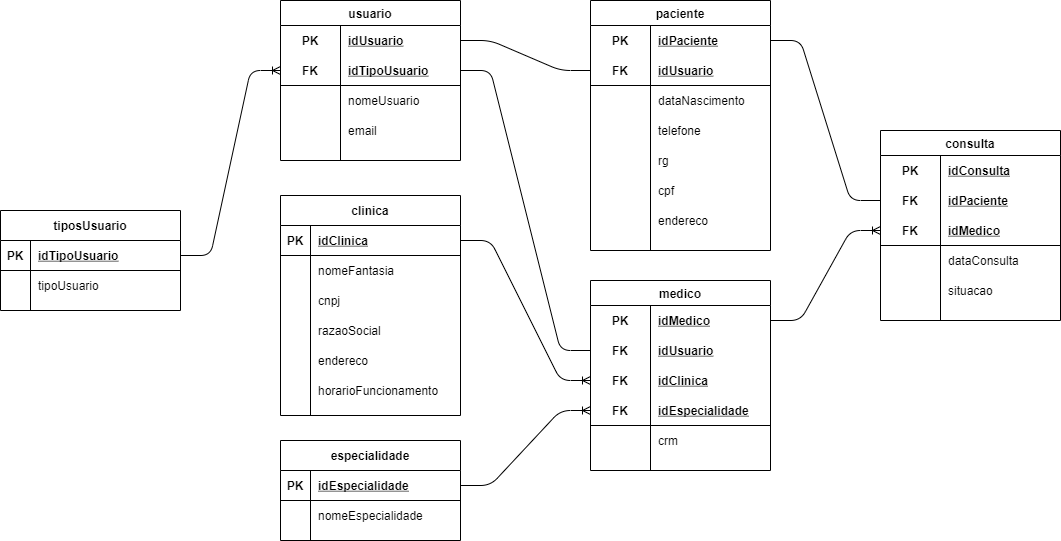 usuario
PK idUsuario
FK idTipoUsuario
nomeUsuario
email
paciente
PK idPaciente
FK idUsuario
dataNascimento
telefone
rg
cpf
endereco
consulta
PK idConsulta
FK idPaciente
FK idMedico
dataConsulta
situacao
tiposUsuario
PK idTipoUsuario
tipoUsuario
clinica
PK idClinica
nomeFantasia
cnpj
razaoSocial
endereco
horarioFuncionamento
medico
PK idMedico
FK idUsuario
FK idClinica
FK idEspecialidade
crm
especialidade
PK idEspecialidade
nomeEspecialidade